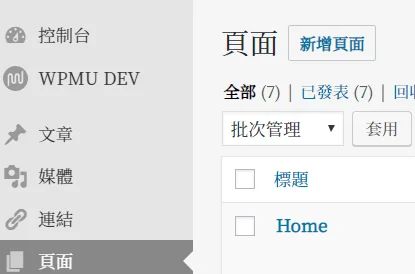 控制台
WPMU DEV
文章
媒體
連結
頁面
頁面 新增頁面
全部 (7) | 已發表 (7) | 回收
批次管理 套用
標題
Home